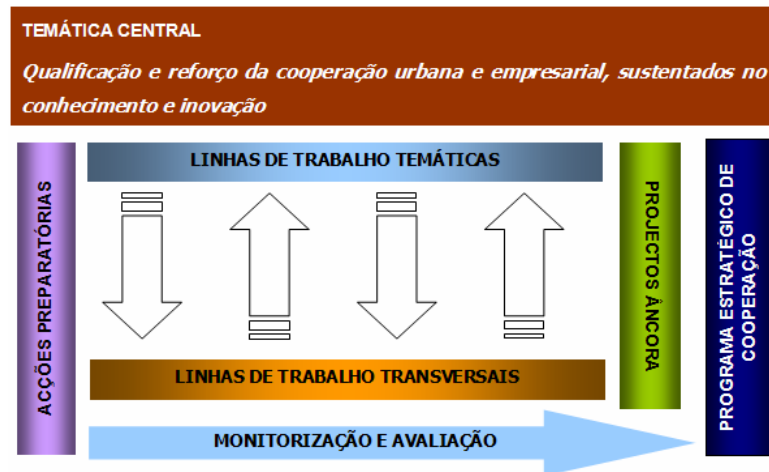 TEMÁTICA CENTRAL
Qualificação e reforço da cooperação urbana e empresarial, sustentados no
conhecimento e inovação
ACÇÕES PREPARATÓRIAS
LINHAS DE TRABALHO TEMÁTICAS
LINHAS DE TRABALHO TRANSVERSAIS
MONITORIZAÇÃO E AVALIAÇÃO
PROJECTOS ÂNCORA
PROGRAMA ESTRATÉGICO DE
COOPERAÇÃO